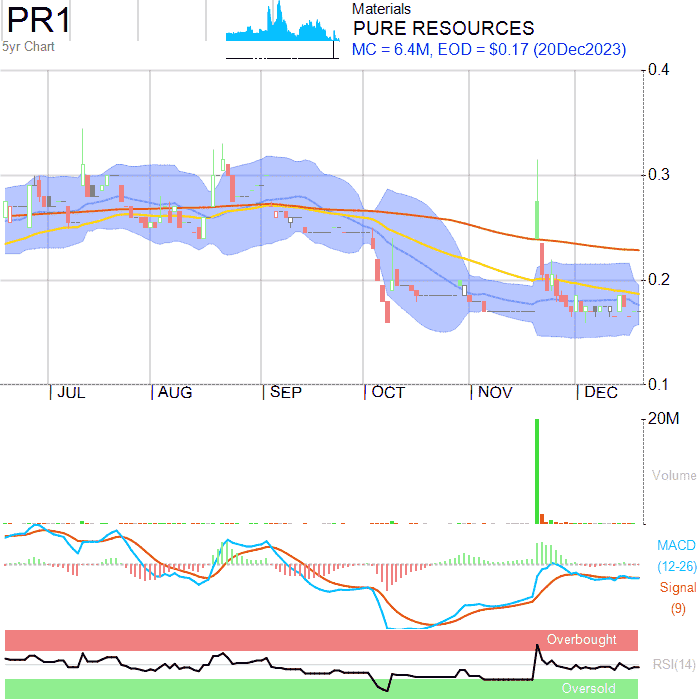 PR1
5yr Chart
Materials
PURE RESOURCES
MC = 6.4M, EOD = $0.17 (20Dec2023)
0.4
0.3
0.2
0.1
JUL AUG SEP OCT NOV DEC
20M
Volume
MACD
(12-26)
Signal
(9)
Overbought
RSI(14)
Oversold